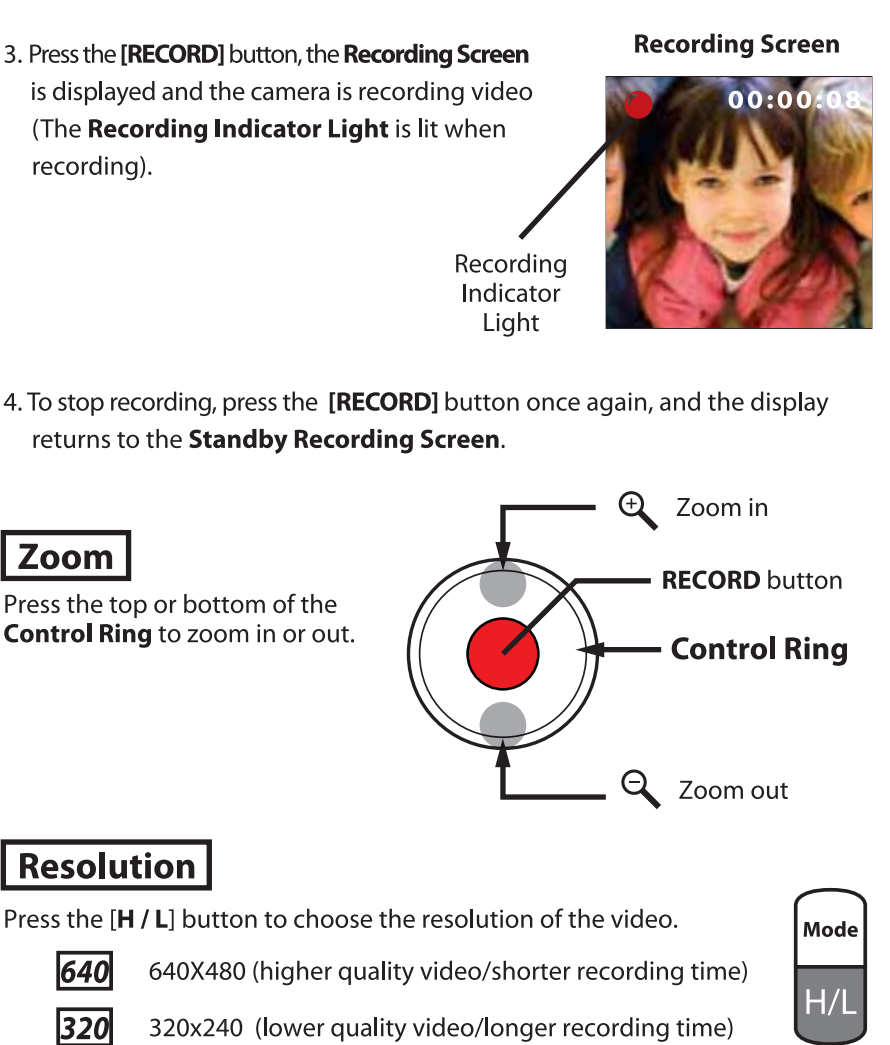 3. Press the [RECORD] button, the Recording Screen
is displayed and the camera is recording video
(The Recording Indicator Light is lit when
recording).
Recording Screen
00:00:08
Recording
Indicator
Light
4. To stop recording, press the [RECORD] button once again, and the display
returns to the Standby Recording Screen.
Zoom
Press the top or bottom of the
Control Ring to zoom in or out.
Zoom in
RECORD button
Control Ring
Zoom out
Resolution
Press the [H / L] button to choose the resolution of the video.
640 640X480 (higher quality video/shorter recording time)
320 320x240 (lower quality video/longer recording time)
Mode
H/L